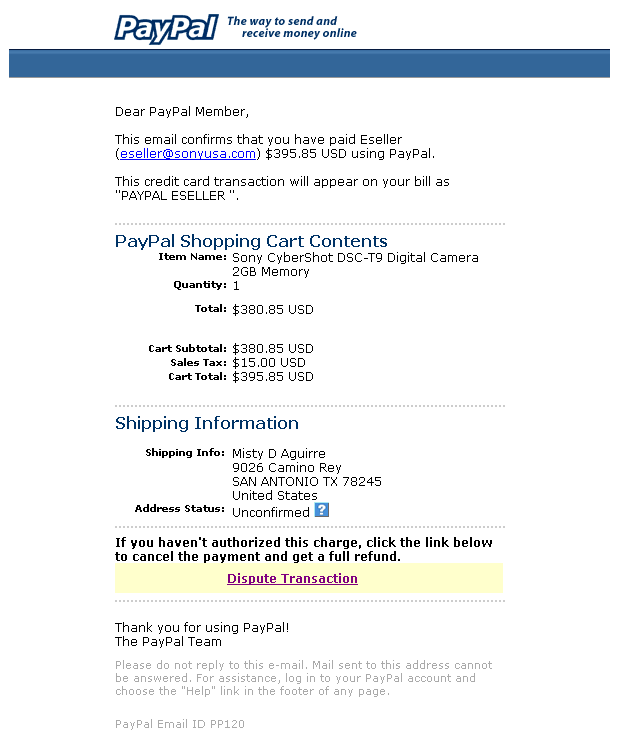 PayPal The way to send and
receive money online
Dear PayPal Member,
This email confirms that you have paid Eseller
(eseller@sonyusa.com) $395.85 USD using PayPal.
This credit card transaction will appear on your bill as
"PAYPAL ESELLER ".
PayPal Shopping Cart Contents
Item Name: Sony CyberShot DSC-T9 Digital Camera
2GB Memory
Quantity: 1
Total: $380.85 USD
Cart Subtotal: $380.85 USD
Sales Tax: $15.00 USD
Cart Total: $395.85 USD
Shipping Information
Shipping Info: Misty D Aguirre
9026 Camino Rey
SAN ANTONIO TX 78245
United States
Address Status: Unconfirmed ?
If you haven't authorized this charge, click the link below
to cancel the payment and get a full refund.
Dispute Transaction
Thank you for using PayPal!
The PayPal Team
Please do not reply to this e-mail. Mail sent to this address cannot
be answered. For assistance, log in to your PayPal account and
choose the "Help" link in the footer of any page.
PayPal Email ID PP120